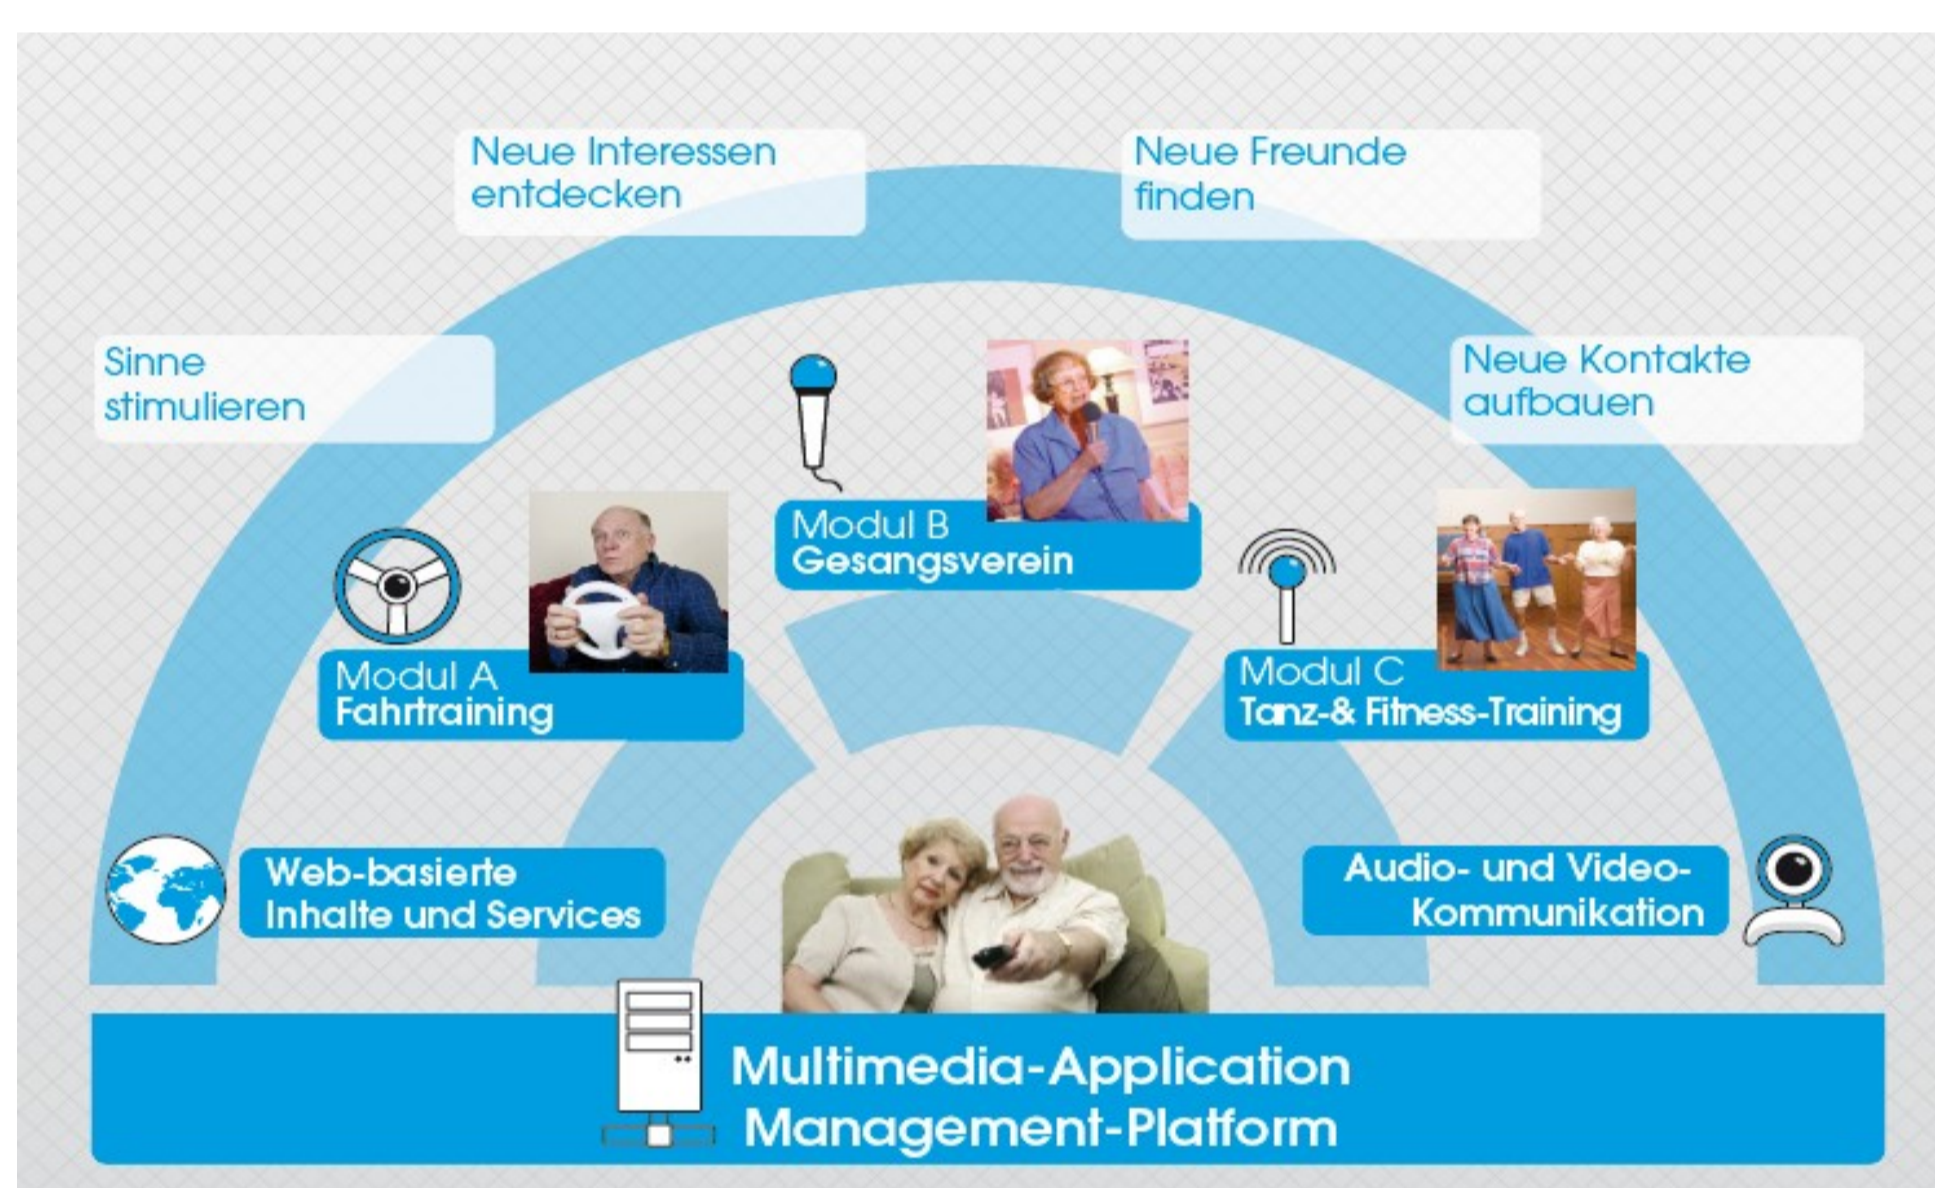 Neue Interessen
entdecken
Neue Freunde
finden
Sinne
stimulieren
Neue Kontakte
aufbauen
Modul B
Gesangsverein
Modul A
Fahrtraining
Modul C
Tanz-& Fitness-Training
Web-basierte
Inhalte und Services
Audio- und Video-
Kommunikation
Multimedia-Application
Management-Platform